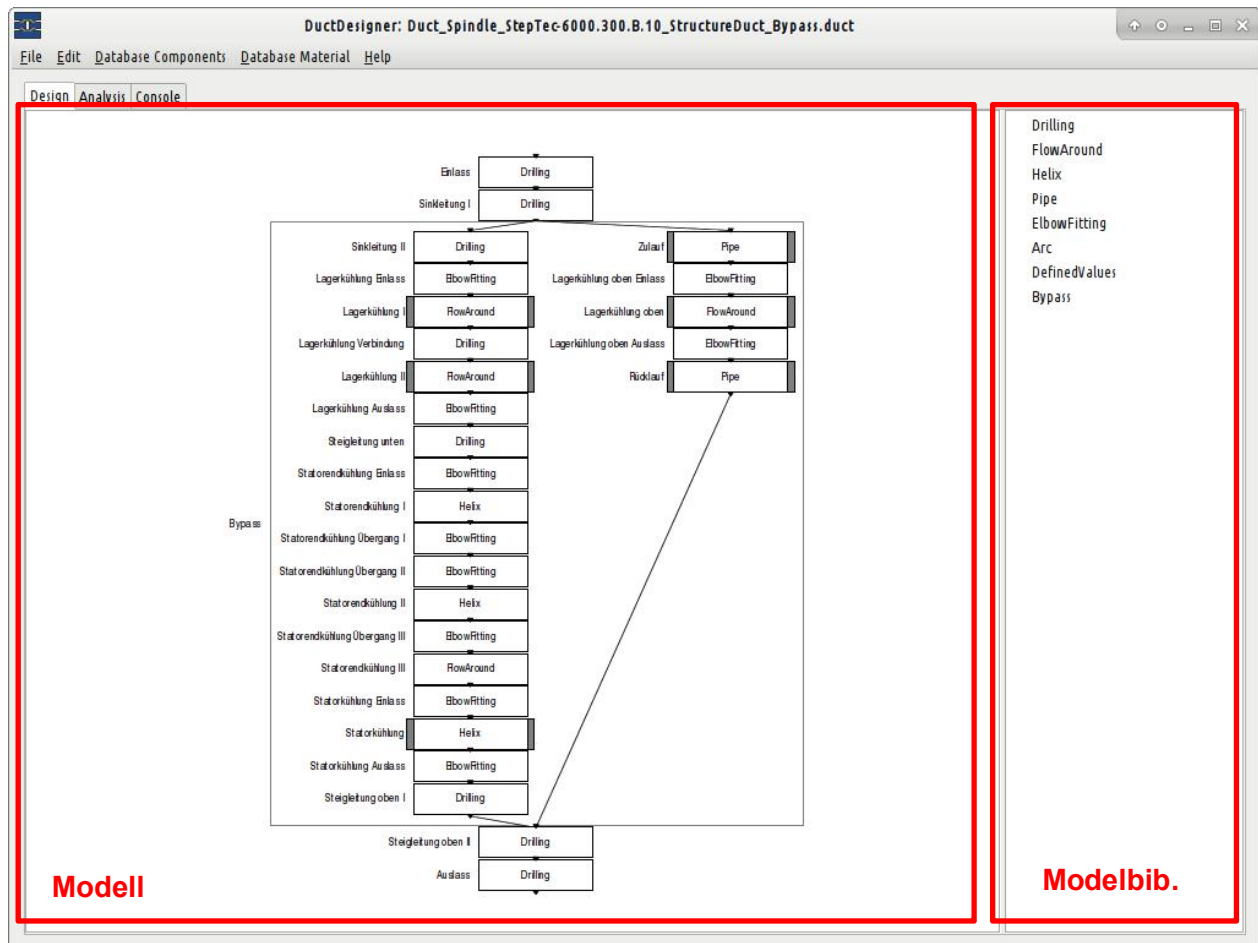 DuctDesigner: Duct_Spindle_StepTec-6000.300.B.10_StructureDuct_Bypass.duct
File Edit Database Components Database Material Help
Design Analysis Console
Einlass Drilling
Sinkleitung I Drilling
Sinkleitung II Drilling
Lagerkühlung Einlass ElbowFitting
Lagerkühlung I FlowAround
Lagerkühlung Verbindung Drilling
Lagerkühlung II FlowAround
Lagerkühlung Auslass ElbowFitting
Steigleitung unten Drilling
Statorendkühlung Einlass ElbowFitting
Statorendkühlung I Helix
Bypass
Statorendkühlung Übergang I ElbowFitting
Statorendkühlung Übergang II ElbowFitting
Statorendkühlung II Helix
Statorendkühlung Übergang III ElbowFitting
Statorendkühlung III FlowAround
Statorkühlung Einlass ElbowFitting
Statorkühlung Helix
Statorkühlung Auslass ElbowFitting
Steigleitung oben I Drilling
Zulauf Pipe
Lagerkühlung oben Einlass ElbowFitting
Lagerkühlung oben FlowAround
Lagerkühlung oben Auslass ElbowFitting
Rücklauf Pipe
Steigleitung oben II Drilling
Auslass Drilling
Modell
Drilling
FlowAround
Helix
Pipe
ElbowFitting
Arc
DefinedValues
Bypass
Modelbib.